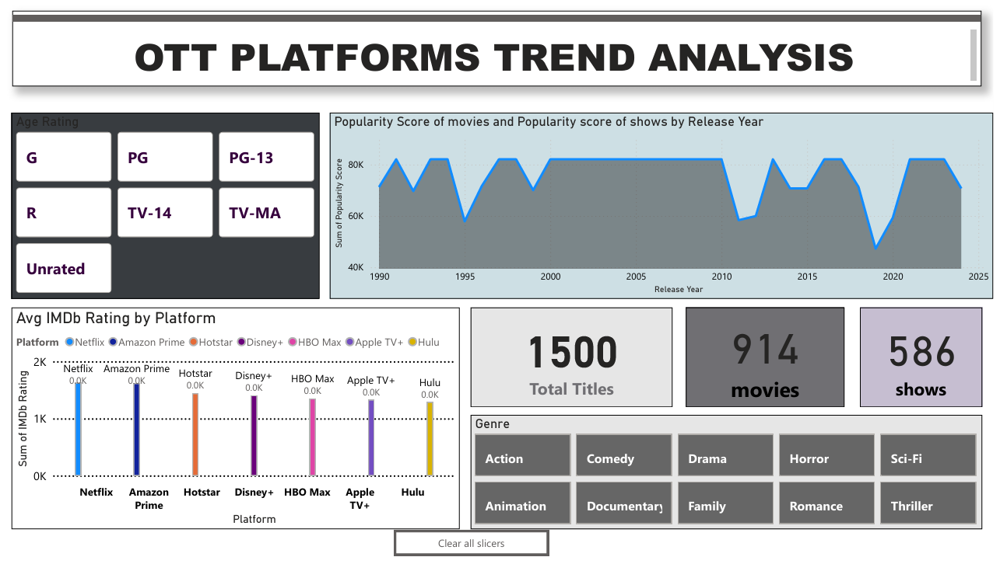 OTT PLATFORMS TREND ANALYSIS
Age Rating
G
PG
PG-13
R
TV-14
TV-MA
Unrated
Popularity Score of movies and Popularity score of shows by Release Year
Sum of Popularity Score
80K
60K
40K
1990
1995
2000
2005
2010
2015
2020
2025
Release Year
Avg IMDb Rating by Platform
Platform Netflix Amazon Prime Hotstar Disney+ HBO Max Apple TV+ Hulu
Sum of IMDb Rating
2K
1K
0K
Netflix
0.0K
Amazon Prime
0.0K
Hotstar
0.0K
Disney+
0.0K
HBO Max
0.0K
Apple TV+
0.0K
Hulu
0.0K
Netflix
Amazon
Prime
Hotstar
Disney+
HBO Max
Apple
TV+
Hulu
Platform
1500
Total Titles
914
movies
586
shows
Genre
Action
Comedy
Drama
Horror
Sci-Fi
Animation
Documentary
Family
Romance
Thriller
Clear all slicers